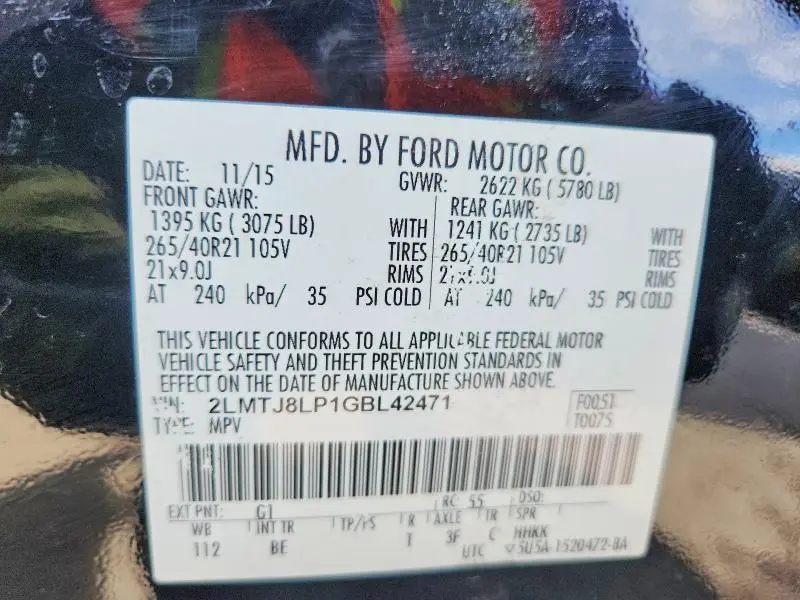 MFD. BY FORD MOTOR CO.
DATE: 11/15 GVWR: 2622 KG ( 5780 LB)
FRONT GAWR: REAR GAWR:
1395 KG ( 3075 LB) WITH 1241 KG ( 2735 LB) WITH
265/40R21 105V TIRES 265/40R21 105V TIRES
21x9.0J RIMS 21x9.0J RIMS
AT 240 kPa/ 35 PSI COLD AT 240 kPa/ 35 PSI COLD
THIS VEHICLE CONFORMS TO ALL APPLICABLE FEDERAL MOTOR
VEHICLE SAFETY AND THEFT PREVENTION STANDARDS IN
EFFECT ON THE DATE OF MANUFACTURE SHOWN ABOVE.
VIN: 2LMTJ8LP1GBL42471 F0051
TYPE: MPV T0075
EXT PNT: G1 RC: 55 DSO:
WB INT TR TP/PS R AXLE TR SPR
112 BE T 3F C HHKK
UTC 5U5A-1520472-BA